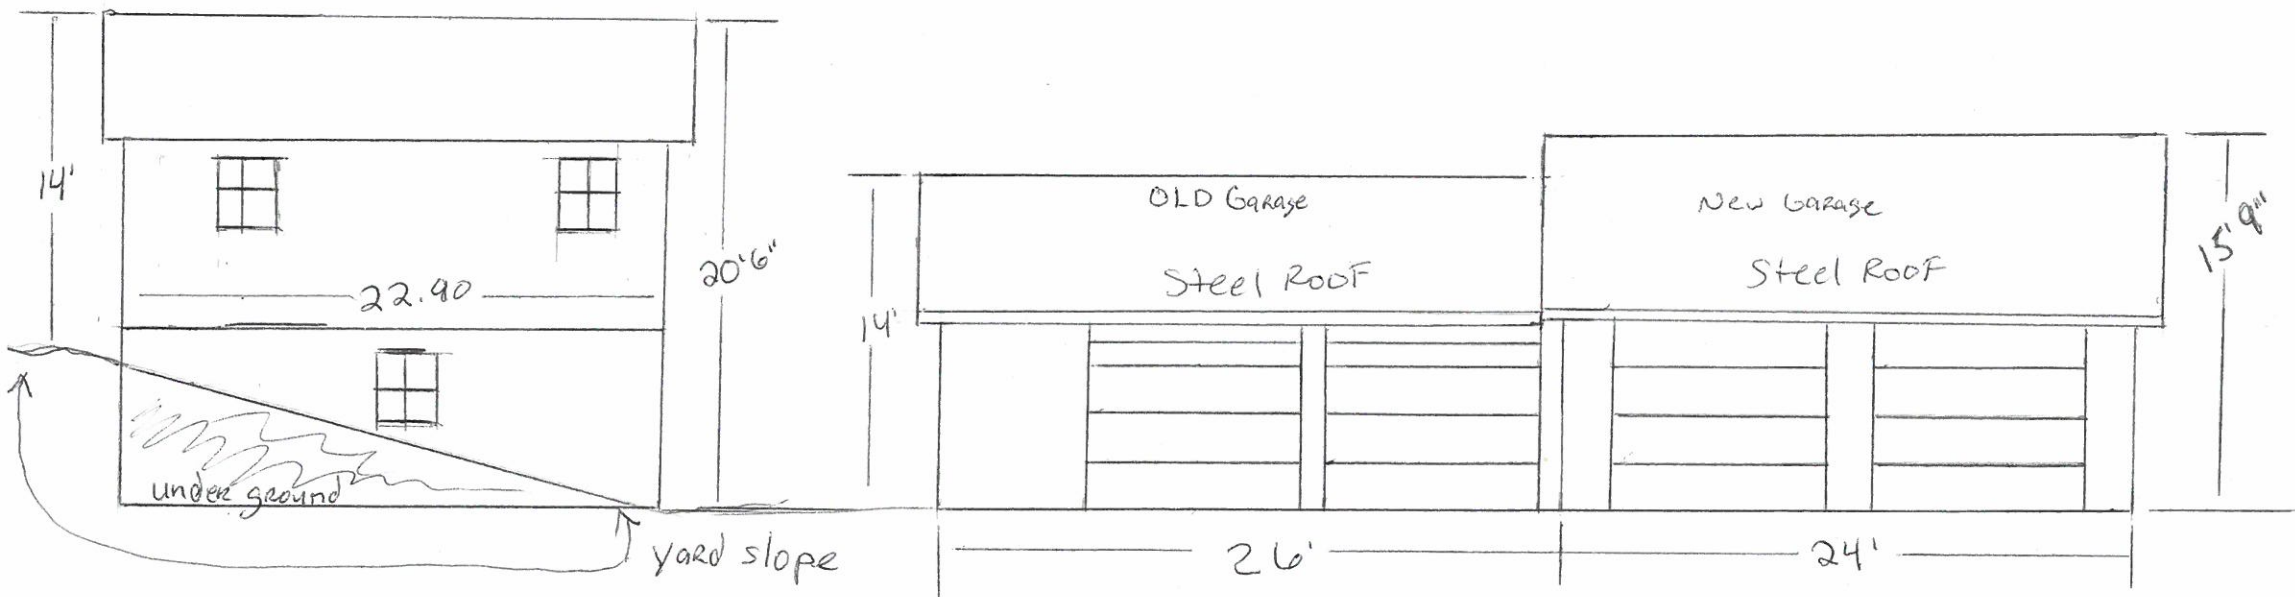 14'
22.90
20'6"
under ground
yard slope
14'
OLD Garage
Steel Roof
New Garage
Steel Roof
15'9"
26'
24'